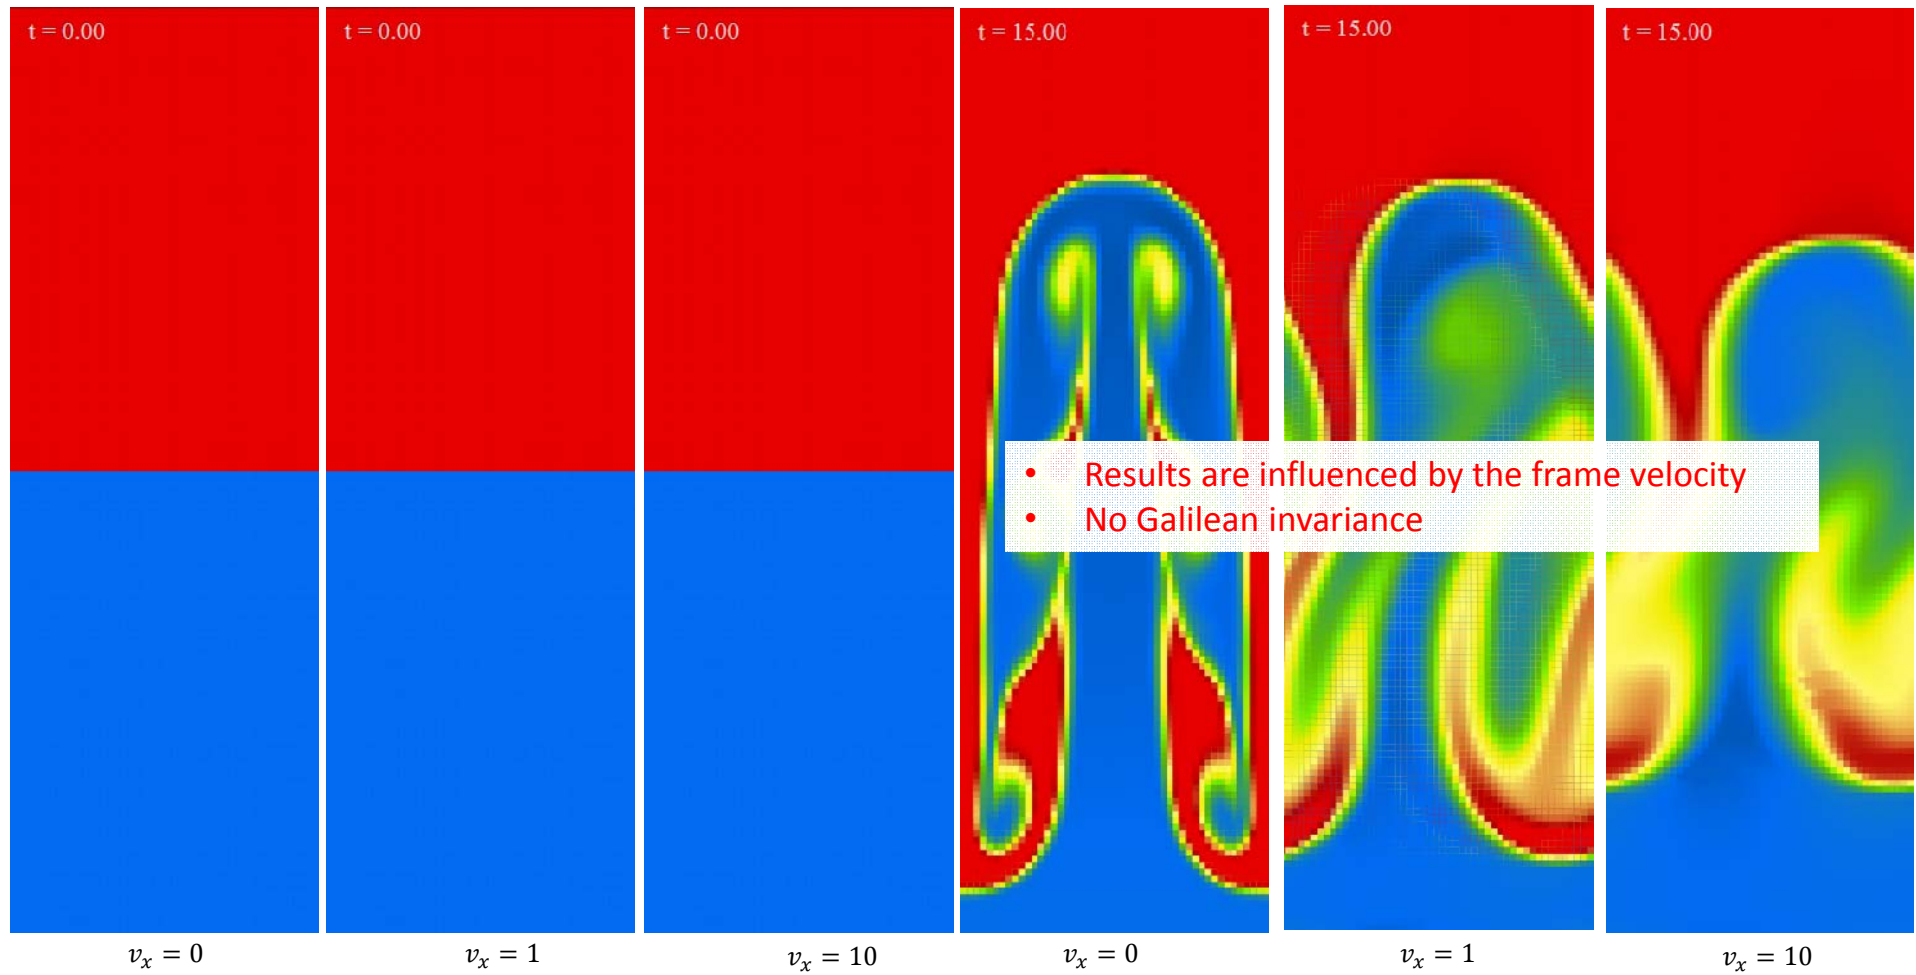 t = 0.00
t = 0.00
t = 0.00
t = 15.00
t = 15.00
t = 15.00
• Results are influenced by the frame velocity
• No Galilean invariance
v_x = 0
v_x = 1
v_x = 10
v_x = 0
v_x = 1
v_x = 10